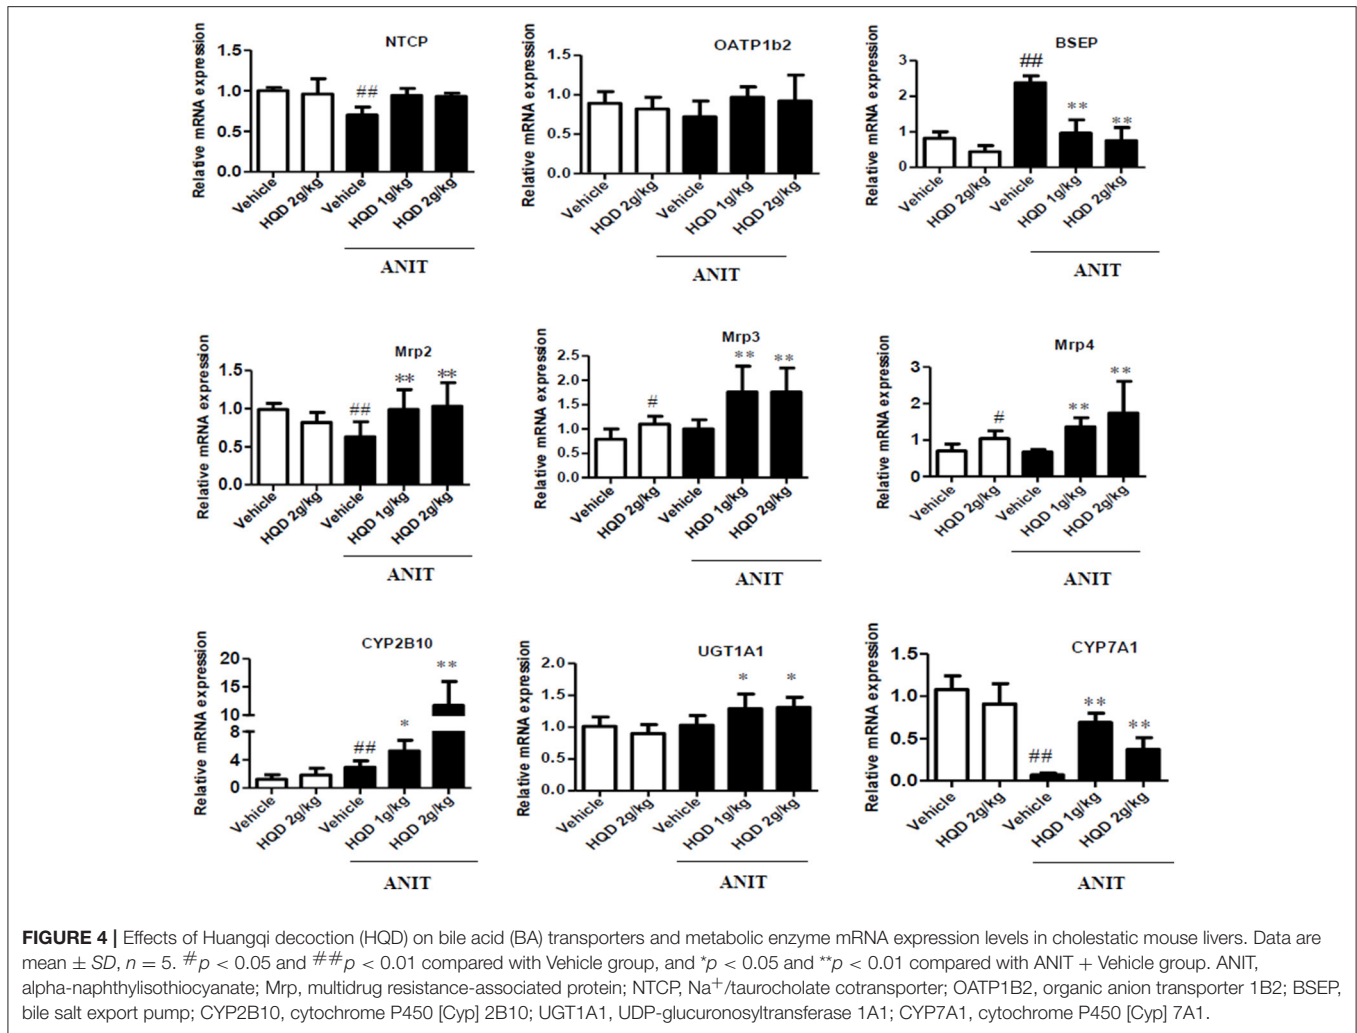 NTCP
Relative mRNA expression
1.5
1.0
0.5
0.0
##
Vehicle
HQD 2g/kg
Vehicle
HQD 1g/kg
HQD 2g/kg
ANIT
OATP1b2
Relative mRNA expression
1.5
1.0
0.5
0.0
Vehicle
HQD 2g/kg
Vehicle
HQD 1g/kg
HQD 2g/kg
ANIT
BSEP
Relative mRNA expression
3
2
1
0
##
**
**
Vehicle
HQD 2g/kg
Vehicle
HQD 1g/kg
HQD 2g/kg
ANIT
Mrp2
Relative mRNA expression
1.5
1.0
0.5
0.0
##
**
**
Vehicle
HQD 2g/kg
Vehicle
HQD 1g/kg
HQD 2g/kg
ANIT
Mrp3
Relative mRNA expression
2.5
2.0
1.5
1.0
0.5
0.0
#
**
**
Vehicle
HQD 2g/kg
Vehicle
HQD 1g/kg
HQD 2g/kg
ANIT
Mrp4
Relative mRNA expression
3
2
1
0
#
**
**
Vehicle
HQD 2g/kg
Vehicle
HQD 1g/kg
HQD 2g/kg
ANIT
CYP2B10
Relative mRNA expression
20
15
10
8
4
0
##
*
**
Vehicle
HQD 2g/kg
Vehicle
HQD 1g/kg
HQD 2g/kg
ANIT
UGT1A1
Relative mRNA expression
2.0
1.5
1.0
0.5
0.0
*
*
Vehicle
HQD 2g/kg
Vehicle
HQD 1g/kg
HQD 2g/kg
ANIT
CYP7A1
Relative mRNA expression
1.5
1.0
0.5
0.0
##
**
**
Vehicle
HQD 2g/kg
Vehicle
HQD 1g/kg
HQD 2g/kg
ANIT
FIGURE 4 | Effects of Huangqi decoction (HQD) on bile acid (BA) transporters and metabolic enzyme mRNA expression levels in cholestatic mouse livers. Data are
mean ± SD, n = 5. #p < 0.05 and ##p < 0.01 compared with Vehicle group, and *p < 0.05 and **p < 0.01 compared with ANIT + Vehicle group. ANIT,
alpha-naphthylisothiocyanate; Mrp, multidrug resistance-associated protein; NTCP, Na+/taurocholate cotransporter; OATP1B2, organic anion transporter 1B2; BSEP,
bile salt export pump; CYP2B10, cytochrome P450 [Cyp] 2B10; UGT1A1, UDP-glucuronosyltransferase 1A1; CYP7A1, cytochrome P450 [Cyp] 7A1.